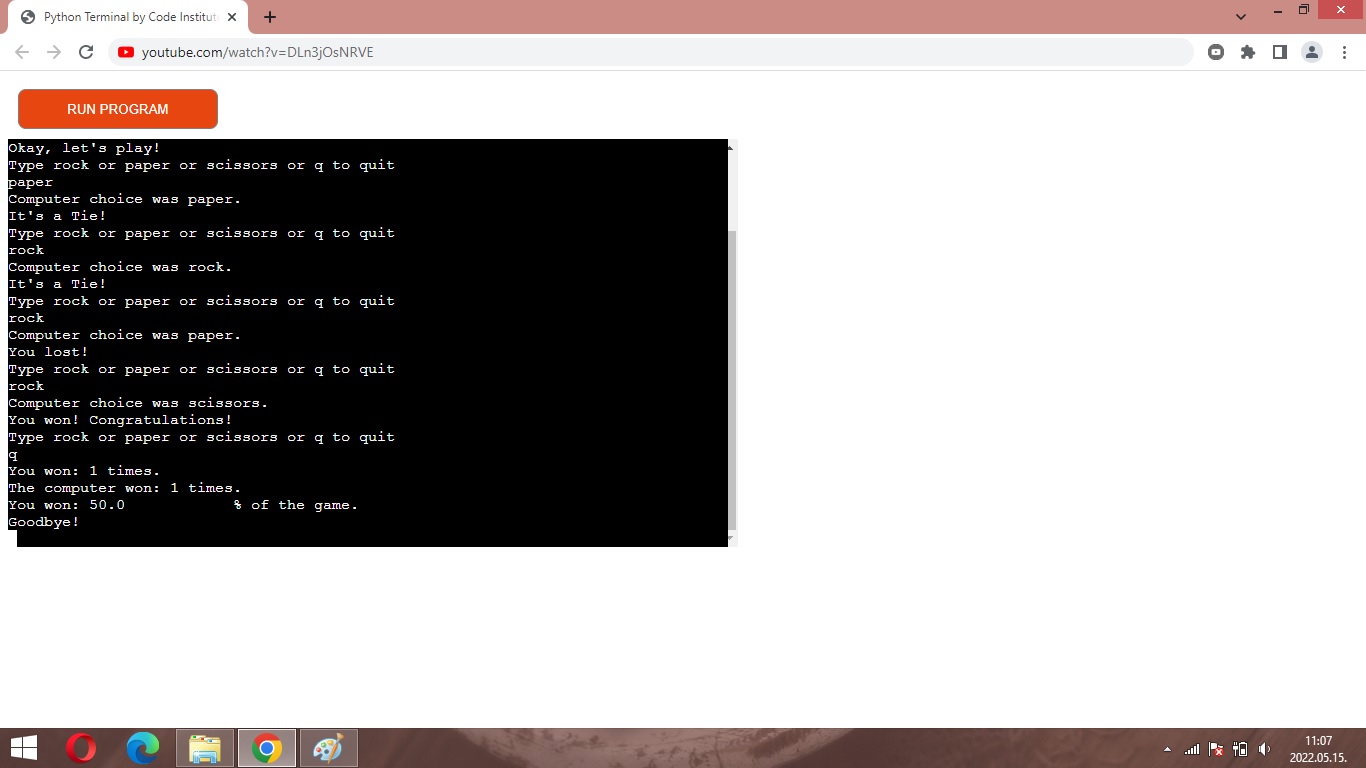 Python Terminal by Code Institut
youtube.com/watch?v=DLn3jOsNRVE
RUN PROGRAM
Okay, let's play!
Type rock or paper or scissors or q to quit
paper
Computer choice was paper.
It's a Tie!
Type rock or paper or scissors or q to quit
rock
Computer choice was rock.
It's a Tie!
Type rock or paper or scissors or q to quit
rock
Computer choice was paper.
You lost!
Type rock or paper or scissors or q to quit
rock
Computer choice was scissors.
You won! Congratulations!
Type rock or paper or scissors or q to quit
q
You won: 1 times.
The computer won: 1 times.
You won: 50.0            % of the game.
Goodbye!
11:07
2022.05.15.